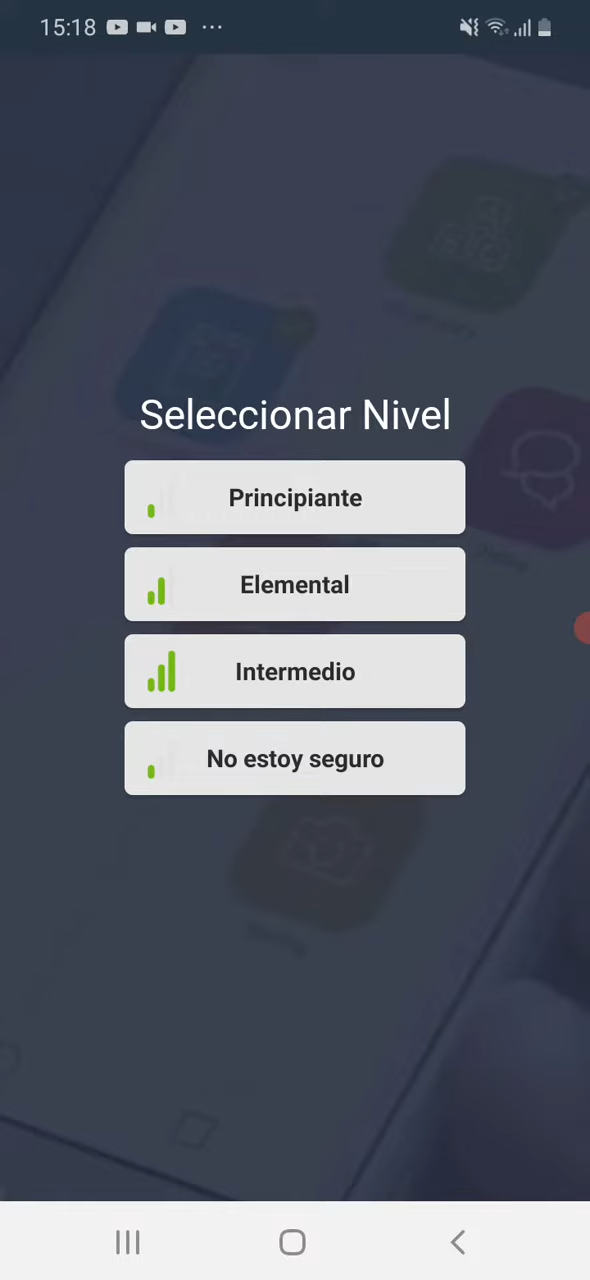 15:18
Seleccionar Nivel
Principiante
Elemental
Intermedio
No estoy seguro